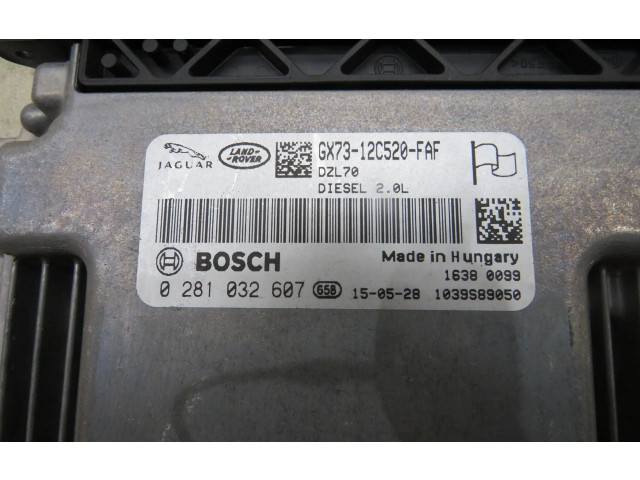 JAGUAR
LAND-
ROVER
GX73-12C520-FAF
DZL70
DIESEL 2.0L
BOSCH
Made in Hungary
1638 0099
0 281 032 607 G5B 15-05-28 1039S89050